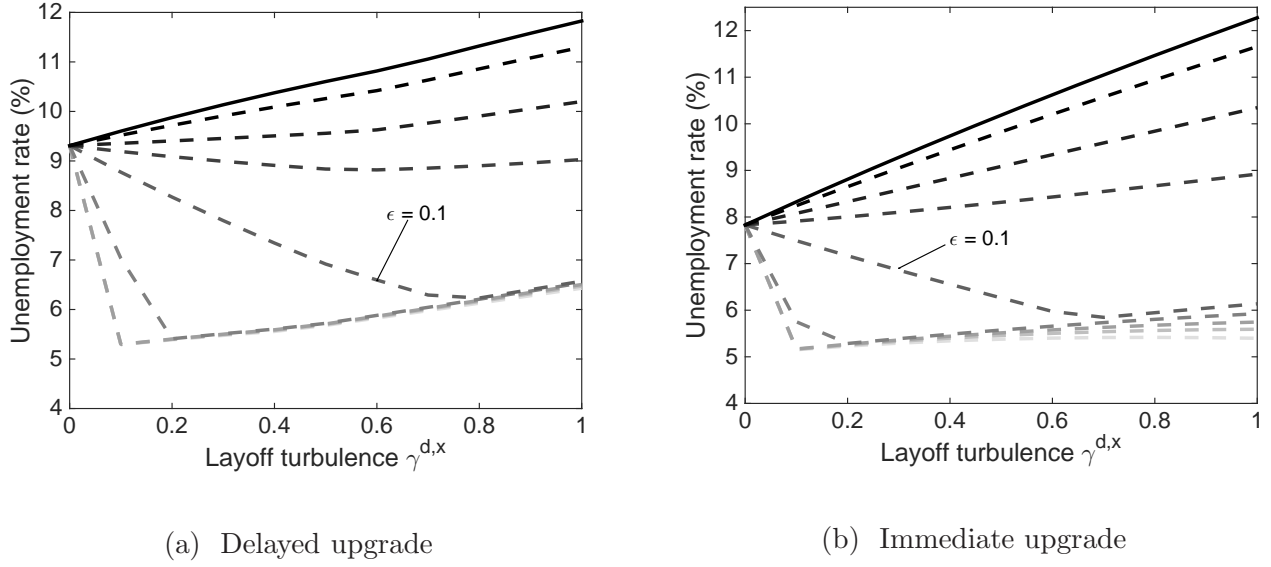 12
11
10
9
8
7
6
5
4
Unemployment rate (%)
ϵ = 0.1
0 0.2 0.4 0.6 0.8 1
Layoff turbulence γ^{d,x}
(a) Delayed upgrade
12
11
10
9
8
7
6
5
4
Unemployment rate (%)
ϵ = 0.1
0 0.2 0.4 0.6 0.8 1
Layoff turbulence γ^{d,x}
(b) Immediate upgrade